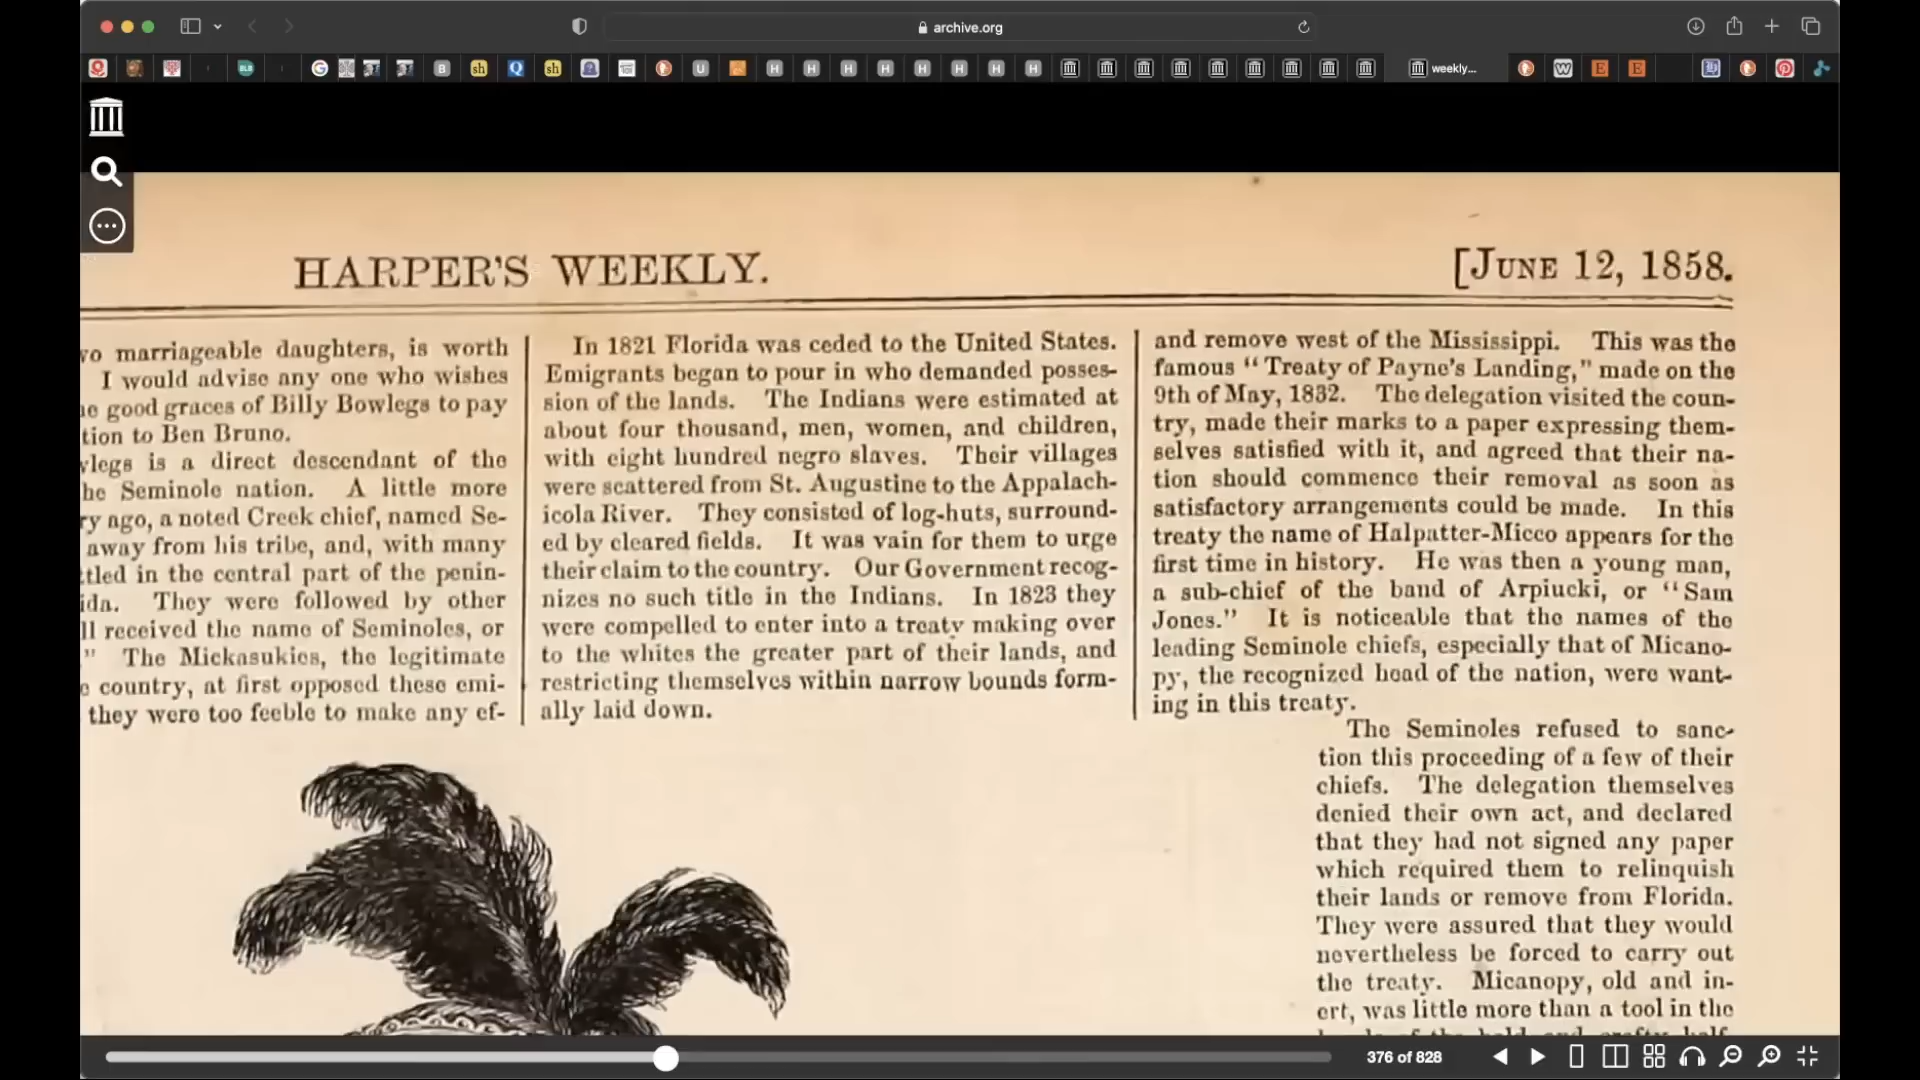 archive.org
weekly...
HARPER'S WEEKLY.
[JUNE 12, 1858.
marriageable daughters, is worth
I would advise any one who wishes
good graces of Billy Bowlegs to pay
tion to Ben Bruno.
is a direct descendant of the
Seminole nation. A little more
ago, a noted Creek chief, named Se-
away from his tribe, and, with many
in the central part of the penin-
They were followed by other
received the name of Seminoles, or
" The Mickasukies, the legitimate
country, at first opposed these emi-
they were too feeble to make any ef-
In 1821 Florida was ceded to the United States.
Emigrants began to pour in who demanded posses-
sion of the lands. The Indians were estimated at
about four thousand, men, women, and children,
with eight hundred negro slaves. Their villages
were scattered from St. Augustine to the Appalach-
icola River. They consisted of log-huts, surround-
ed by cleared fields. It was vain for them to urge
their claim to the country. Our Government recog-
nizes no such title in the Indians. In 1823 they
were compelled to enter into a treaty making over
to the whites the greater part of their lands, and
restricting themselves within narrow bounds form-
ally laid down.
and remove west of the Mississippi. This was the
famous "Treaty of Payne's Landing," made on the
9th of May, 1832. The delegation visited the coun-
try, made their marks to a paper expressing them-
selves satisfied with it, and agreed that their na-
tion should commence their removal as soon as
satisfactory arrangements could be made. In this
treaty the name of Halpatter-Micco appears for the
first time in history. He was then a young man,
a sub-chief of the band of Arpiucki, or "Sam
Jones." It is noticeable that the names of the
leading Seminole chiefs, especially that of Micano-
py, the recognized head of the nation, were want-
ing in this treaty.
The Seminoles refused to sanc-
tion this proceeding of a few of their
chiefs. The delegation themselves
denied their own act, and declared
that they had not signed any paper
which required them to relinquish
their lands or remove from Florida.
They were assured that they would
nevertheless be forced to carry out
the treaty. Micanopy, old and in-
ert, was little more than a tool in the
376 of 828